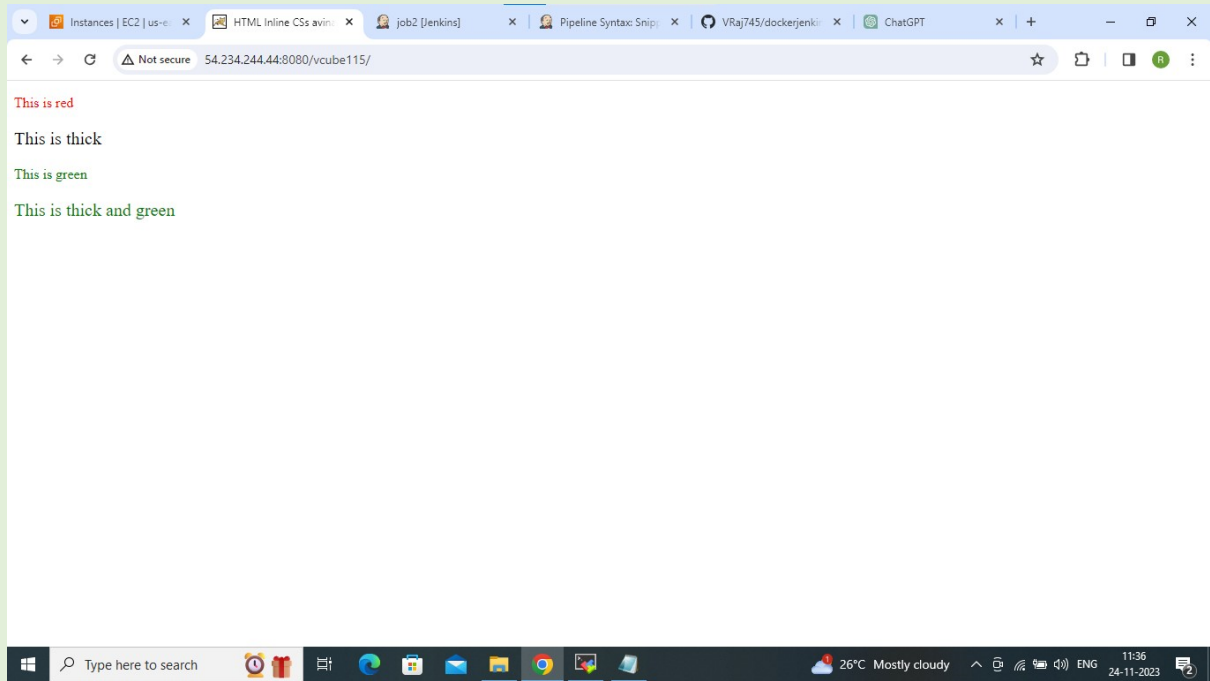 Instances | EC2 | us-e
HTML Inline CSs avin
job2 [Jenkins]
Pipeline Syntax: Snip
VRaj745/dockerjenkin
ChatGPT
Not secure
54.234.244.44:8080/vcube115/
R
This is red
This is thick
This is green
This is thick and green
Type here to search
26°C Mostly cloudy
ENG
11:36
24-11-2023
2